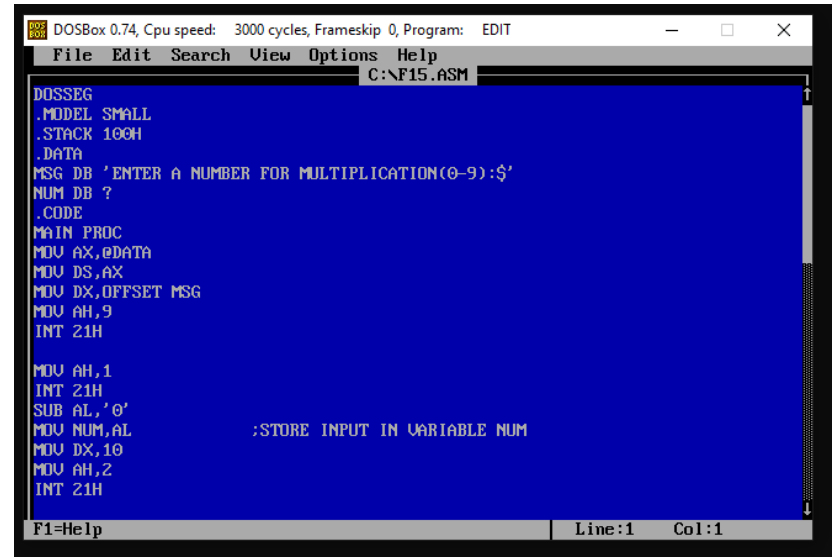 DOSBox 0.74, Cpu speed: 3000 cycles, Frameskip 0, Program: EDIT
File Edit Search View Options Help
C:\F15.ASM
DOSSEG
.MODEL SMALL
.STACK 100H
.DATA
MSG DB 'ENTER A NUMBER FOR MULTIPLICATION(0-9):$'
NUM DB ?
.CODE
MAIN PROC
MOV AX,@DATA
MOV DS,AX
MOV DX,OFFSET MSG
MOV AH,9
INT 21H
MOV AH,1
INT 21H
SUB AL,'0'
MOV NUM,AL ;STORE INPUT IN VARIABLE NUM
MOV DX,10
MOV AH,2
INT 21H
F1=Help Line:1 Col:1